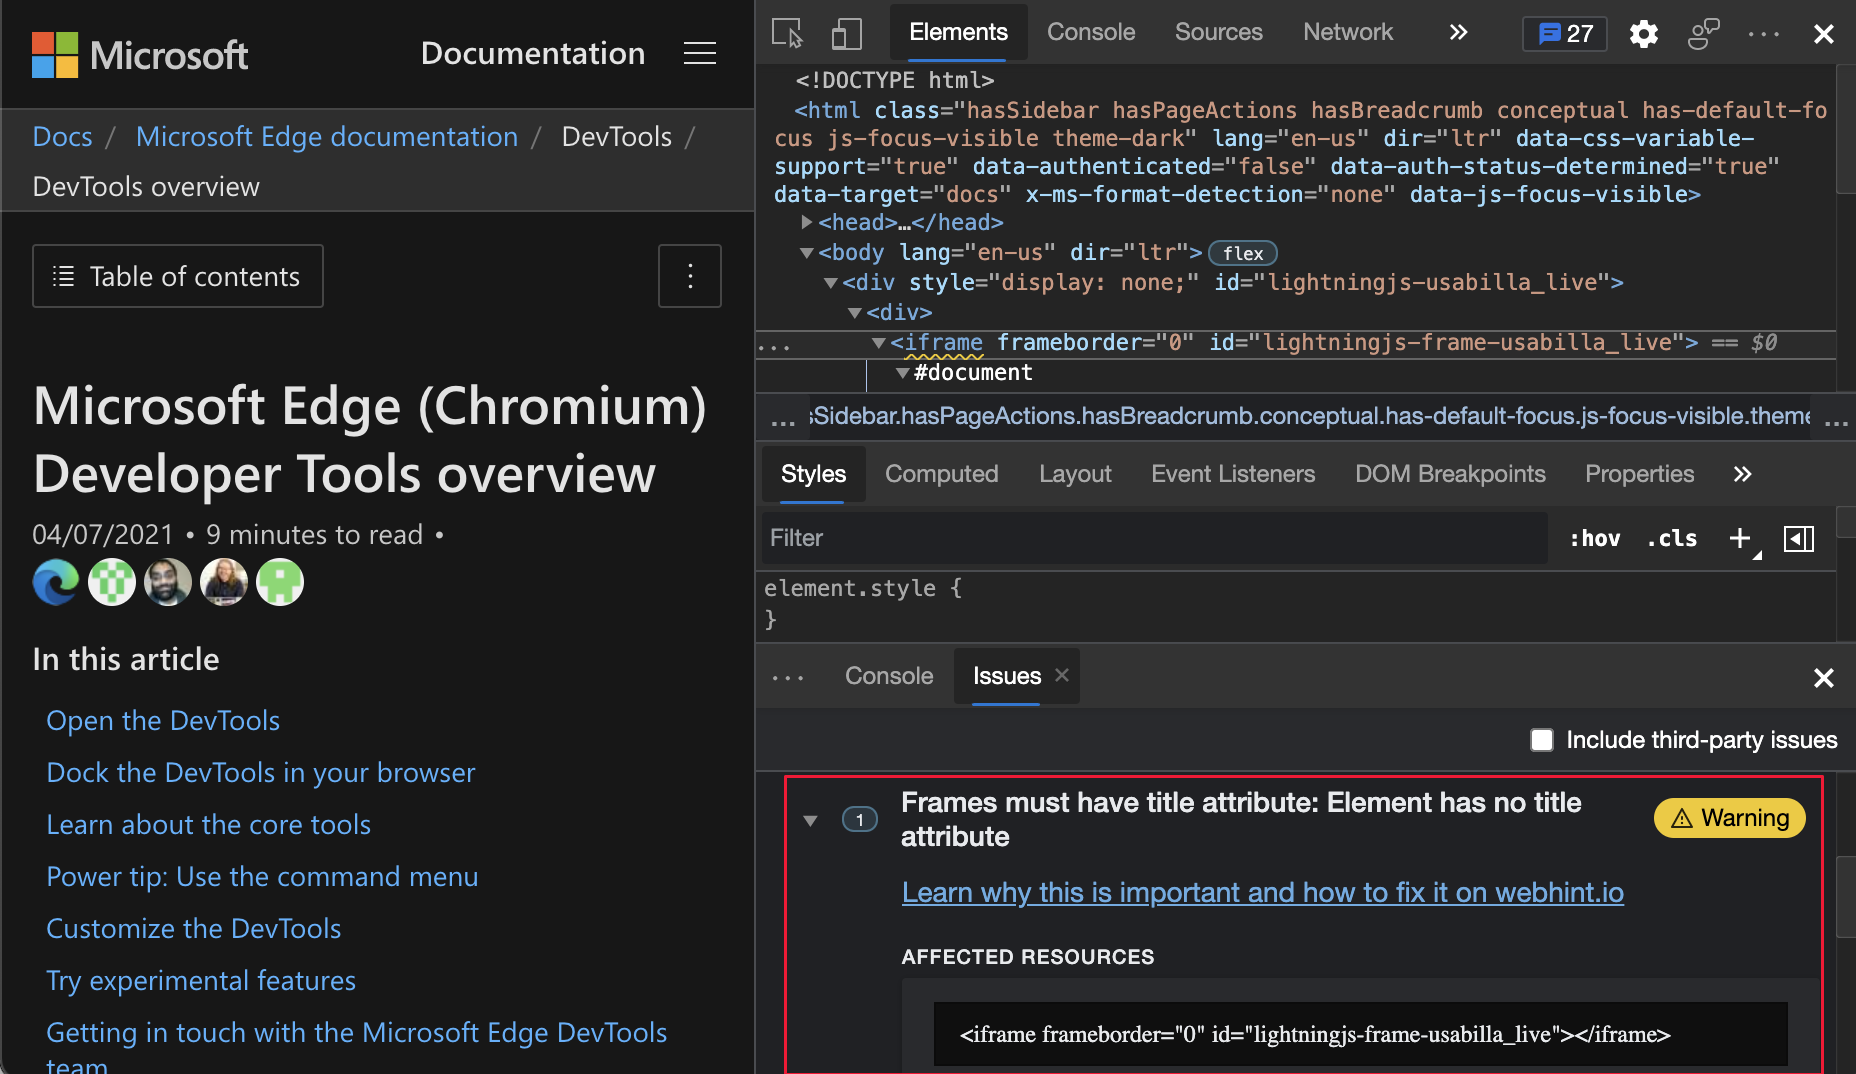 Microsoft
Documentation
Docs / Microsoft Edge documentation / DevTools /
DevTools overview
Table of contents
Microsoft Edge (Chromium)
Developer Tools overview
04/07/2021 • 9 minutes to read •
In this article
Open the DevTools
Dock the DevTools in your browser
Learn about the core tools
Power tip: Use the command menu
Customize the DevTools
Try experimental features
Getting in touch with the Microsoft Edge DevTools
team
Elements Console Sources Network » 27
<!DOCTYPE html>
<html class="hasSidebar hasPageActions hasBreadcrumb conceptual has-default-fo
cus js-focus-visible theme-dark" lang="en-us" dir="ltr" data-css-variable-
support="true" data-authenticated="false" data-auth-status-determined="true"
data-target="docs" x-ms-format-detection="none" data-js-focus-visible>
<head>…</head>
<body lang="en-us" dir="ltr"> flex
<div style="display: none;" id="lightningjs-usabilla_live">
<div>
... <iframe frameborder="0" id="lightningjs-frame-usabilla_live"> == $0
#document
... sSidebar.hasPageActions.hasBreadcrumb.conceptual.has-default-focus.js-focus-visible.theme ...
Styles Computed Layout Event Listeners DOM Breakpoints Properties »
Filter :hov .cls +
element.style {
}
... Console Issues
Include third-party issues
1 Frames must have title attribute: Element has no title
attribute
Warning
Learn why this is important and how to fix it on webhint.io
AFFECTED RESOURCES
<iframe frameborder="0" id="lightningjs-frame-usabilla_live"></iframe>